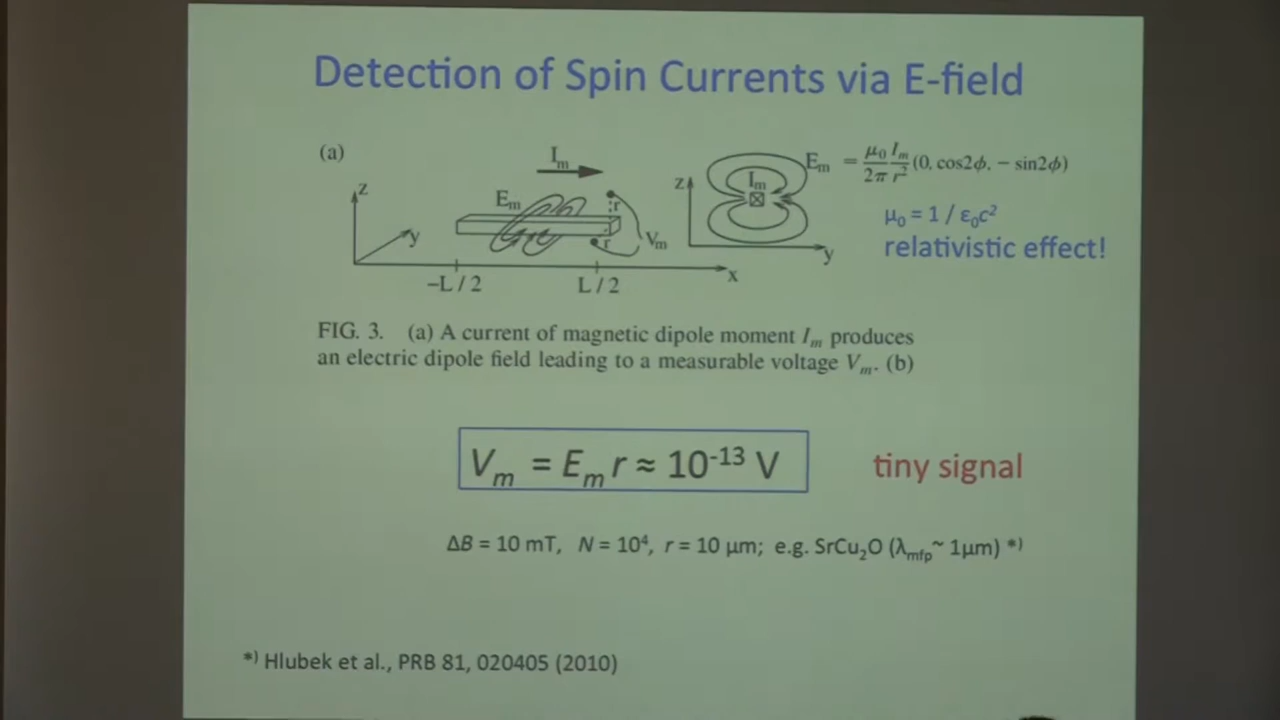 Detection of Spin Currents via E-field
(a)
z
y
x
-L / 2
L / 2
I_m
E_m
r
r
V_m
z
y
I_m
E_m = μ₀/2π I_m/r² (0, cos2ϕ, − sin2ϕ)
μ₀ = 1 / ε₀c²
relativistic effect!
FIG. 3. (a) A current of magnetic dipole moment I_m produces
an electric dipole field leading to a measurable voltage V_m. (b)
V_m = E_m r ≈ 10⁻¹³ V
tiny signal
ΔB = 10 mT, N = 10⁴, r = 10 μm; e.g. SrCu₂O (λ_mfp ~ 1μm) *⁾
*⁾ Hlubek et al., PRB 81, 020405 (2010)